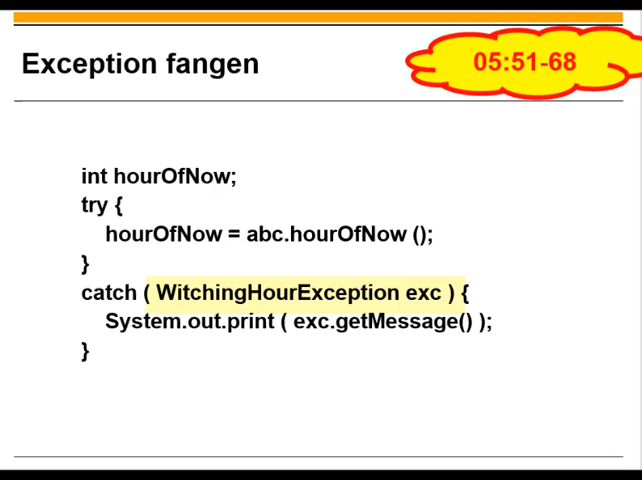 Exception fangen
05:51-68
int hourOfNow;
try {
hourOfNow = abc.hourOfNow ();
}
catch ( WitchingHourException exc ) {
System.out.print ( exc.getMessage() );
}